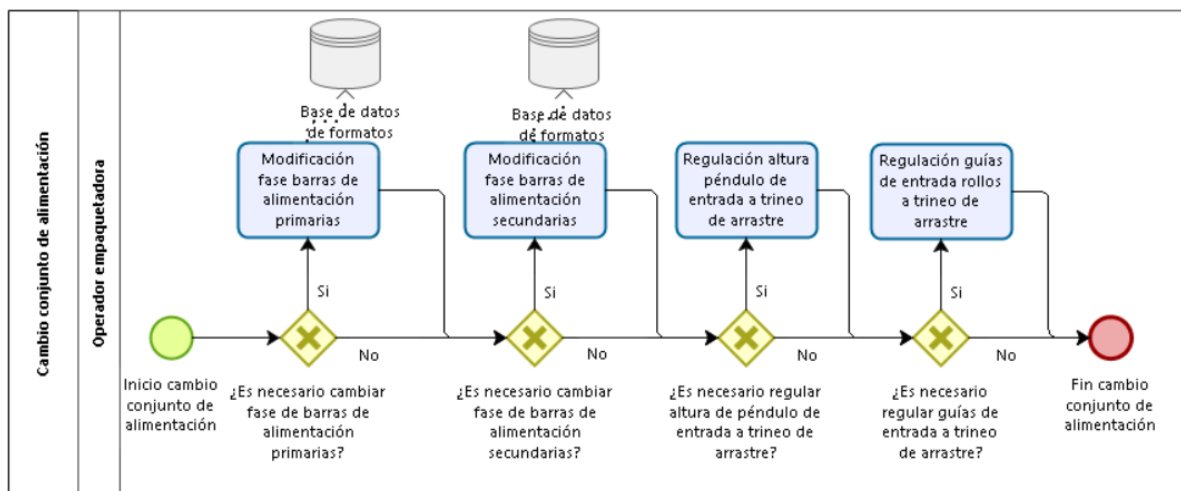 Cambio conjunto de alimentación
Operador empaquetadora
Base de datos
de formatos
Base de datos
de formatos
Modificación
fase barras de
alimentación
primarias
Modificación
fase barras de
alimentación
secundarias
Regulación altura
péndulo de
entrada a trineo
de arrastre
Regulación guías
de entrada rollos
a trineo de
arrastre
Si
Si
Si
Si
No
No
No
No
Inicio cambio
conjunto de
alimentación
¿Es necesario cambiar
fase de barras de
alimentación
primarias?
¿Es necesario cambiar
fase de barras de
alimentación
secundarias?
¿Es necesario regular
altura de péndulo de
entrada a trineo de
arrastre?
¿Es necesario
regular guías de
entrada a trineo
de arrastre?
Fin cambio
conjunto de
alimentación